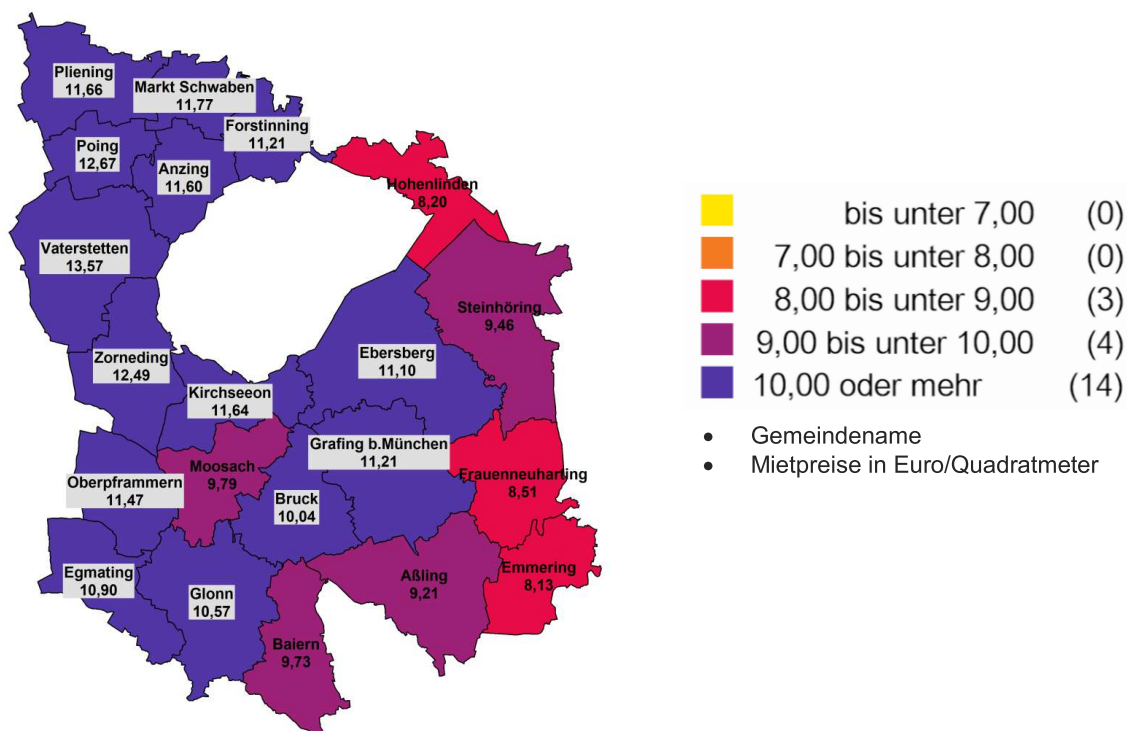 Pliening
11,66
Markt Schwaben
11,77
Forstinning
11,21
Poing
12,67
Anzing
11,60
Hohenlinden
8,20
Vaterstetten
13,57
Steinhöring
9,46
Zorneding
12,49
Ebersberg
11,10
Kirchseeon
11,64
Grafing b.München
11,21
Moosach
9,79
Frauenneuharting
8,51
Oberpframmern
11,47
Bruck
10,04
Egmating
10,90
Glonn
10,57
Aßling
9,21
Emmering
8,13
Baiern
9,73
bis unter 7,00 (0)
7,00 bis unter 8,00 (0)
8,00 bis unter 9,00 (3)
9,00 bis unter 10,00 (4)
10,00 oder mehr (14)
• Gemeindename
• Mietpreise in Euro/Quadratmeter